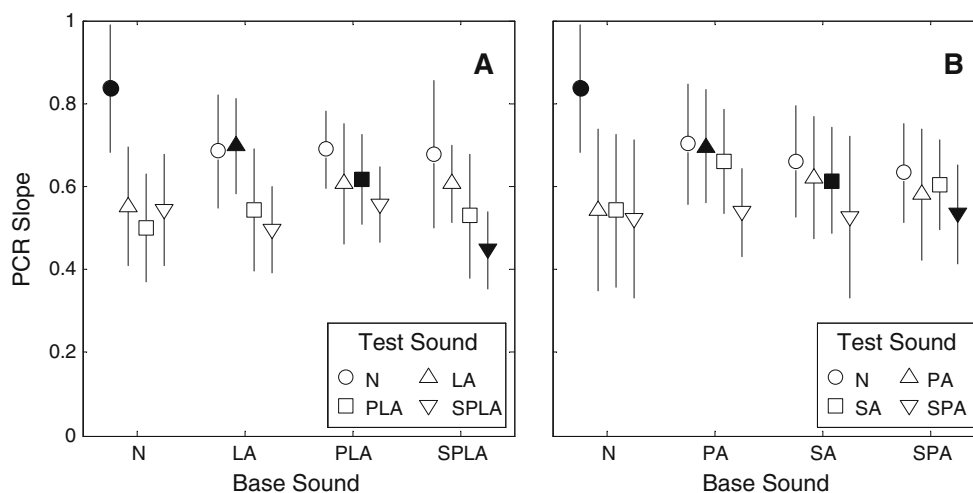 1
0.8
0.6
0.4
0.2
0
PCR Slope
A
Test Sound
N LA
PLA SPLA
N LA PLA SPLA
Base Sound
B
Test Sound
N PA
SA SPA
N PA SA SPA
Base Sound